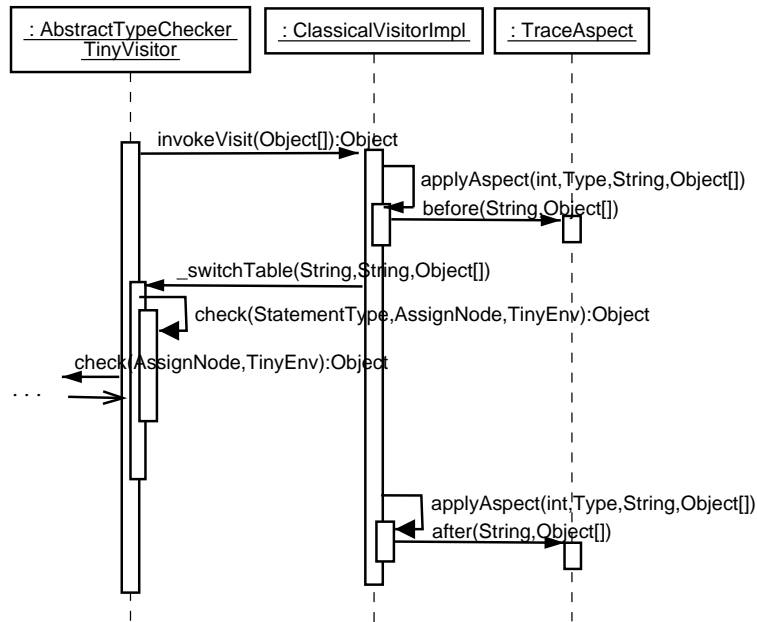 : AbstractTypeChecker
TinyVisitor
: ClassicalVisitorImpl
: TraceAspect
invokeVisit(Object[]):Object
applyAspect(int,Type,String,Object[])
before(String,Object[])
_switchTable(String,String,Object[])
check(StatementType,AssignNode,TinyEnv):Object
check(AssignNode,TinyEnv):Object
. . .
applyAspect(int,Type,String,Object[])
after(String,Object[])